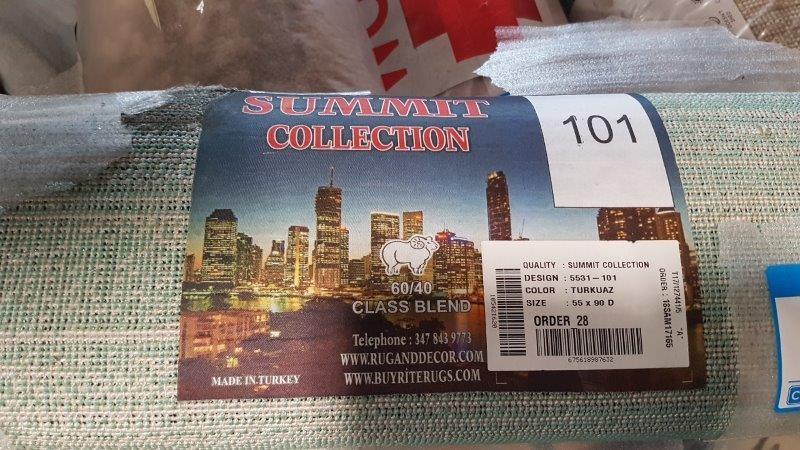 SUMMIT
COLLECTION
101
60/40
CLASS BLEND
Telephone : 347 843 9773
WWW.RUGANDDECOR.COM
WWW.BUYRITERUGS.COM
MADE IN TURKEY
QUALITY : SUMMIT COLLECTION
DESIGN : 5531-101
COLOR : TURKUAZ
SIZE : 55 x 90 D
ORDER 28
675618987632
"A"